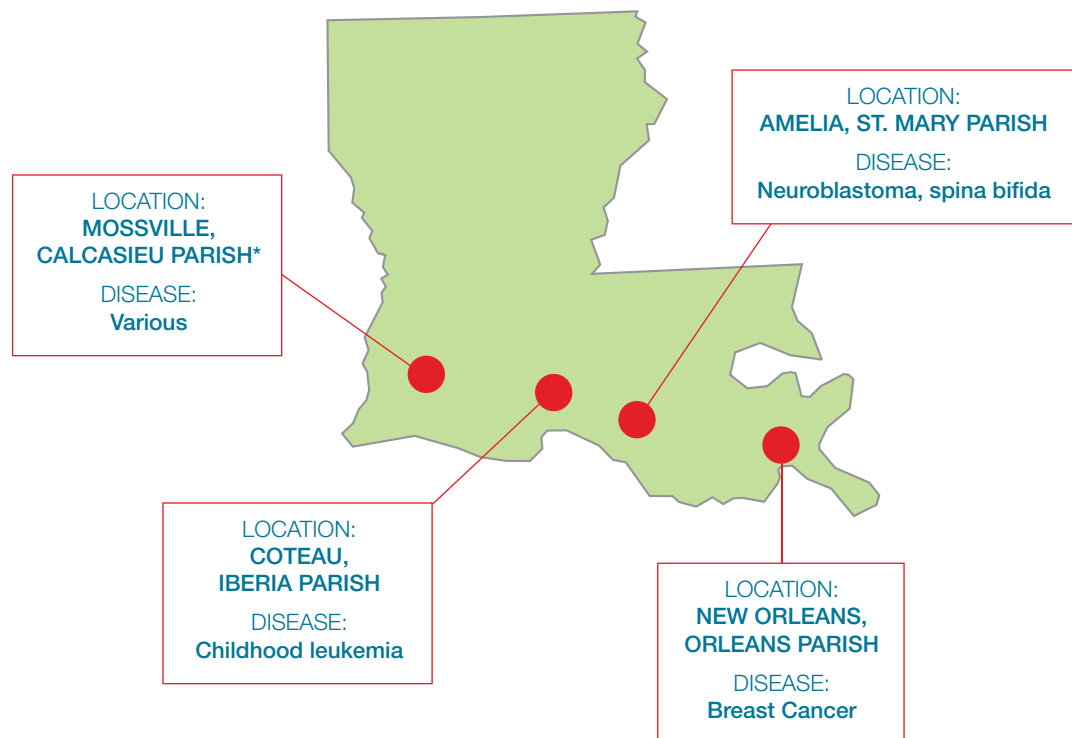 LOCATION:
AMELIA, ST. MARY PARISH
DISEASE:
Neuroblastoma, spina bifida
LOCATION:
MOSSVILLE,
CALCASIEU PARISH*
DISEASE:
Various
LOCATION:
COTEAU,
IBERIA PARISH
DISEASE:
Childhood leukemia
LOCATION:
NEW ORLEANS,
ORLEANS PARISH
DISEASE:
Breast Cancer